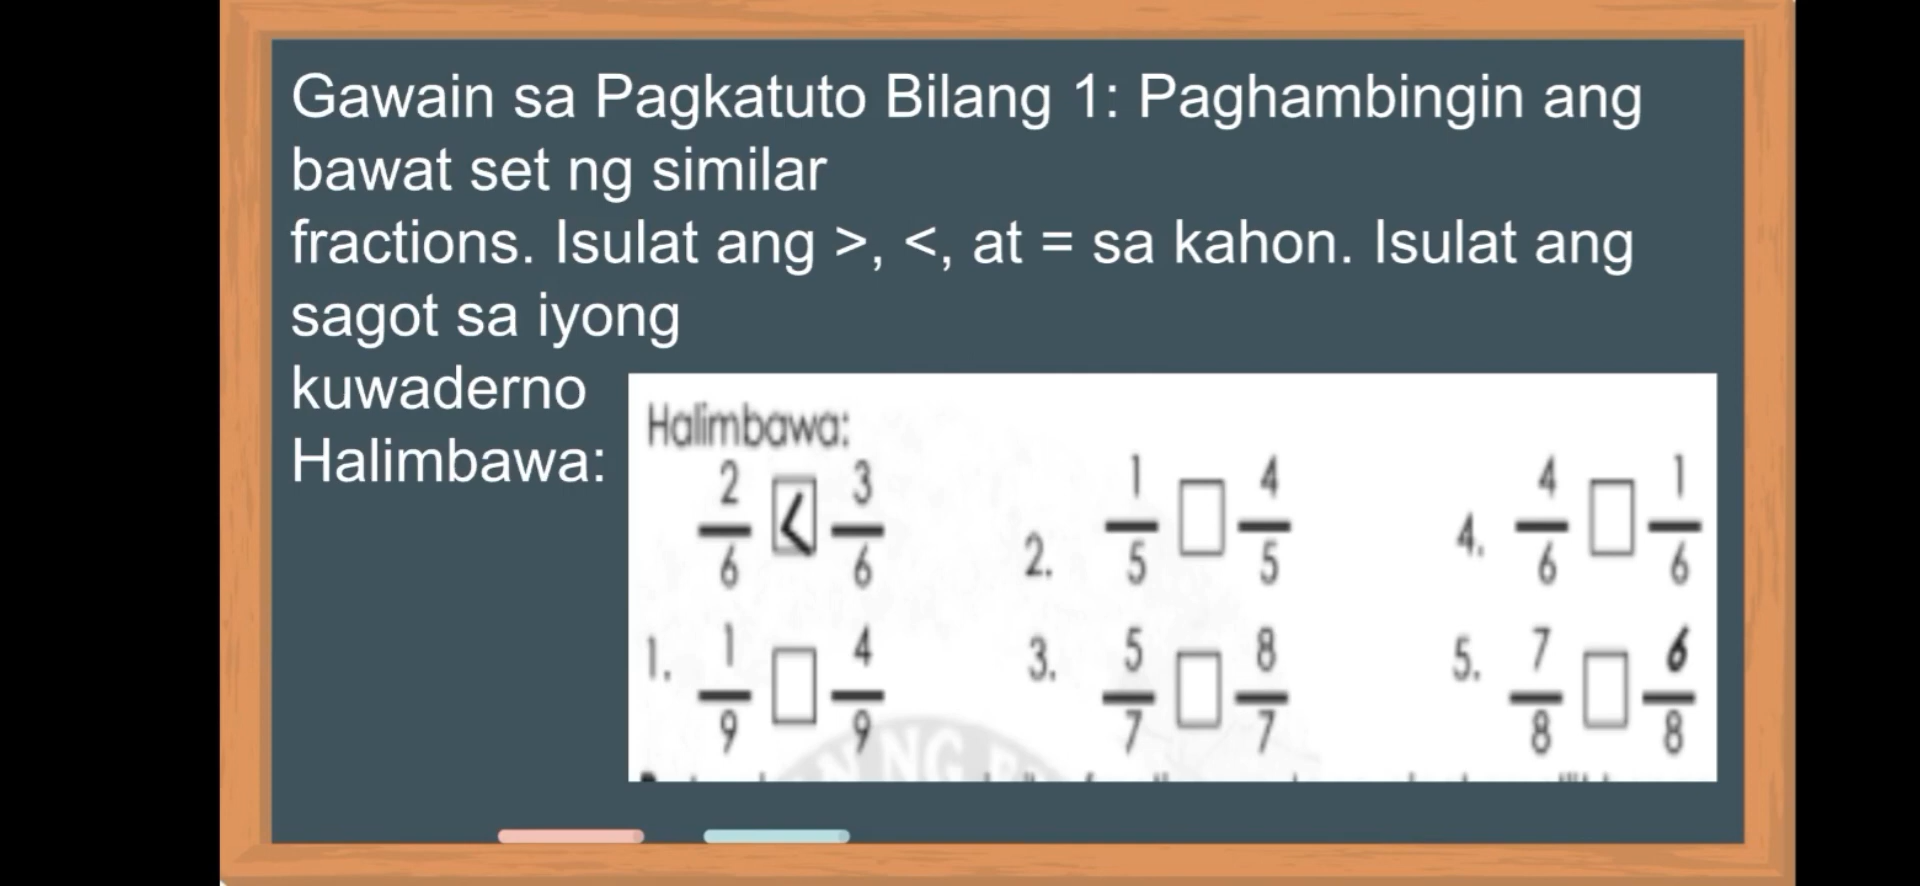 Gawain sa Pagkatuto Bilang 1: Paghambingin ang
bawat set ng similar
fractions. Isulat ang >, <, at = sa kahon. Isulat ang
sagot sa iyong
kuwaderno
Halimbawa:
Halimbawa:
2/6 < 3/6
1. 1/9 □ 4/9
2. 1/5 □ 4/5
3. 5/7 □ 8/7
4. 4/6 □ 1/6
5. 7/8 □ 6/8